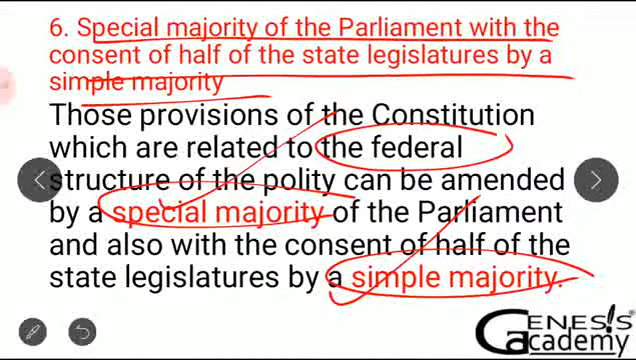 6. Special majority of the Parliament with the
consent of half of the state legislatures by a
simple majority
Those provisions of the Constitution
which are related to the federal
structure of the polity can be amended
by a special majority of the Parliament
and also with the consent of half of the
state legislatures by a simple majority.
GENES!S
academy